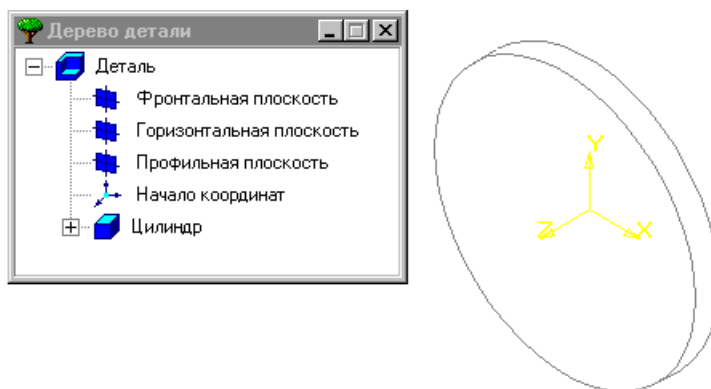 Дерево детали
Деталь
Фронтальная плоскость
Горизонтальная плоскость
Профильная плоскость
Начало координат
Цилиндр
Y
Z X